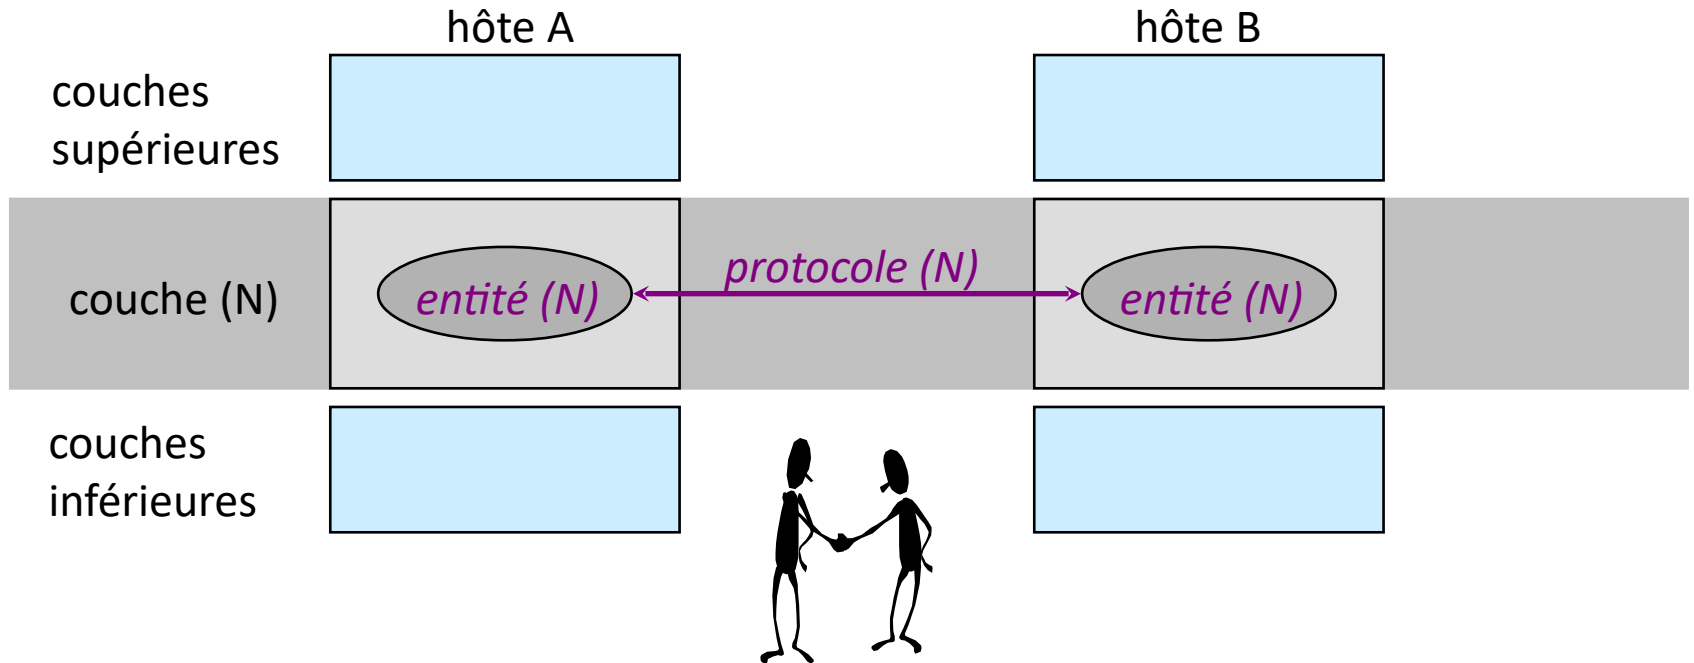 hôte A
hôte B
couches
supérieures
couche (N)
entité (N)
protocole (N)
entité (N)
couches
inférieures